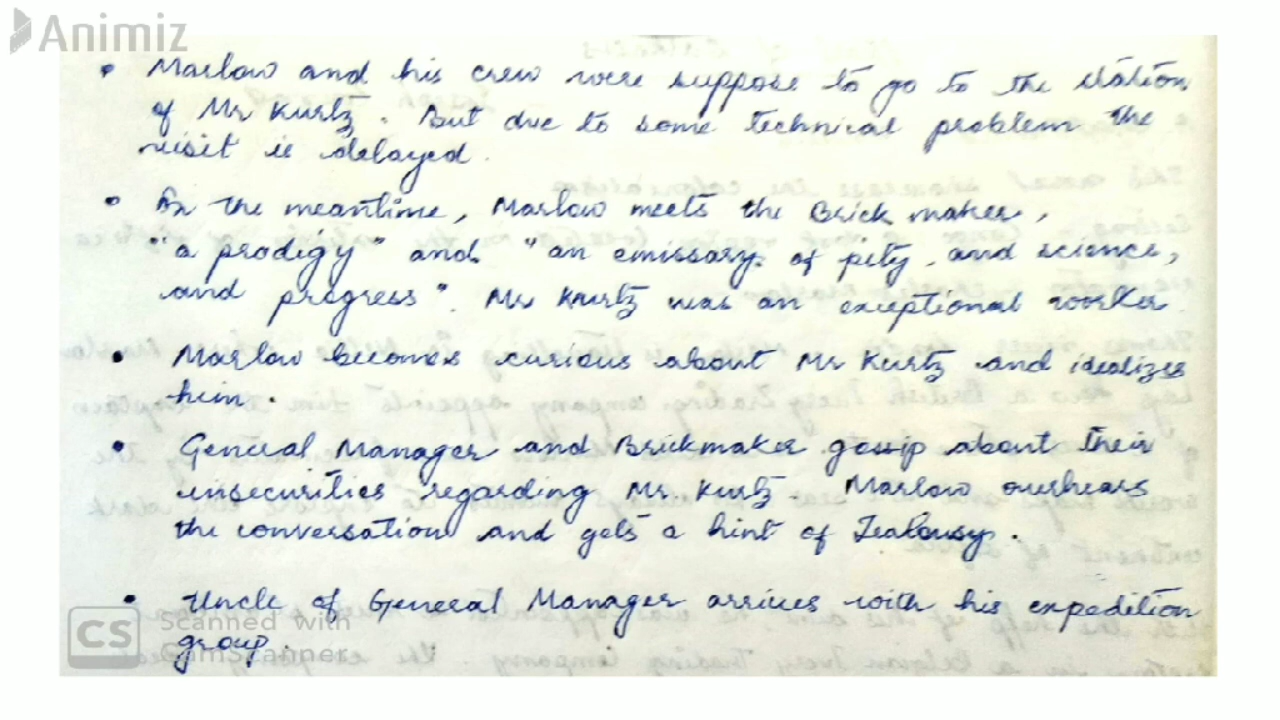 Animiz
• Marlow and his crew were suppose to go to the station
of Mr Kurtz. But due to some technical problem the
visit is delayed.
• In the meantime, Marlow meets the Brick maker,
"a prodigy" and "an emissary of pity, and science,
and progress". Mr Kurtz was an exceptional worker
• Marlow becomes curious about Mr Kurtz and idealizes
him.
• General Manager and Brickmaker gossip about their
insecurities regarding Mr Kurtz. Marlow overhears
the conversation and gets a hint of Jealousy.
• Uncle of General Manager arrives with his expedition
group.
CS Scanned with
CamScanner